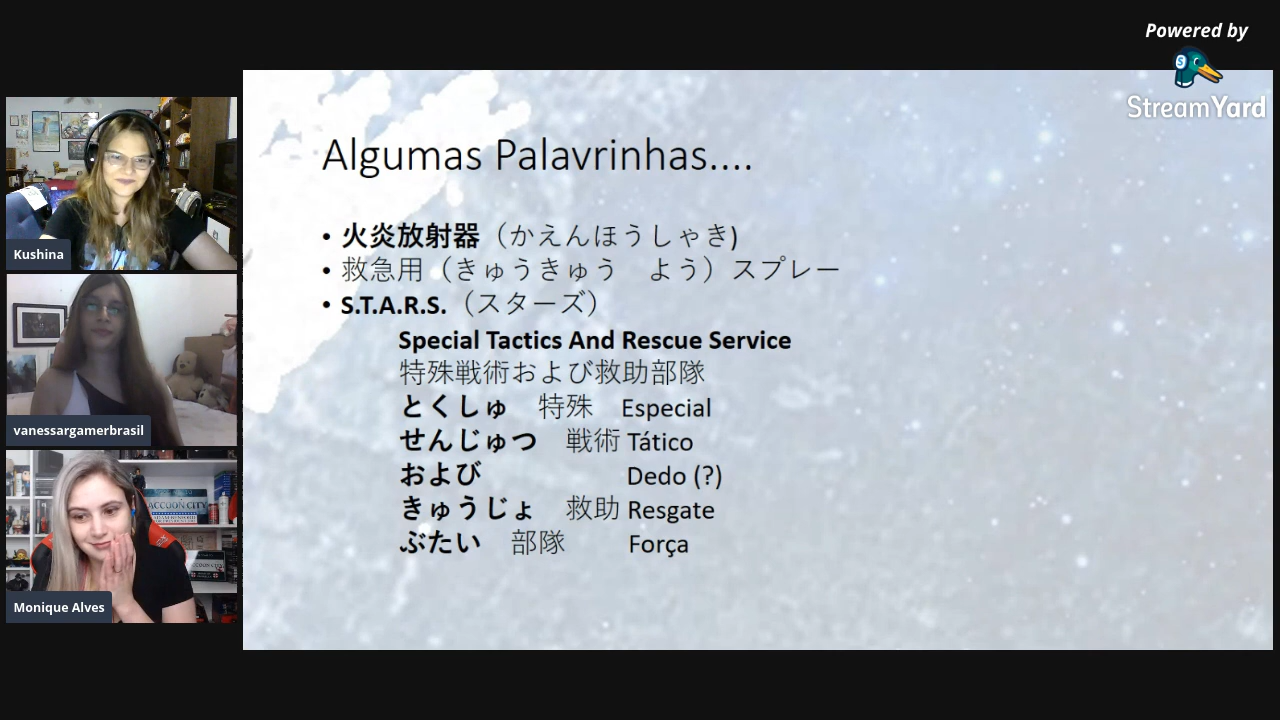 Powered by
StreamYard
Algumas Palavrinhas....
• 火炎放射器（かえんほうしゃき)
• 救急用（きゅうきゅう　よう）スプレー
• S.T.A.R.S.（スターズ）
Special Tactics And Rescue Service
特殊戦術および救助部隊
とくしゅ　特殊　Especial
せんじゅつ　戦術 Tático
および　Dedo (?)
きゅうじょ　救助 Resgate
ぶたい　部隊　Força
Kushina
vanessargamerbrasil
RACCOON CITY
Monique Alves